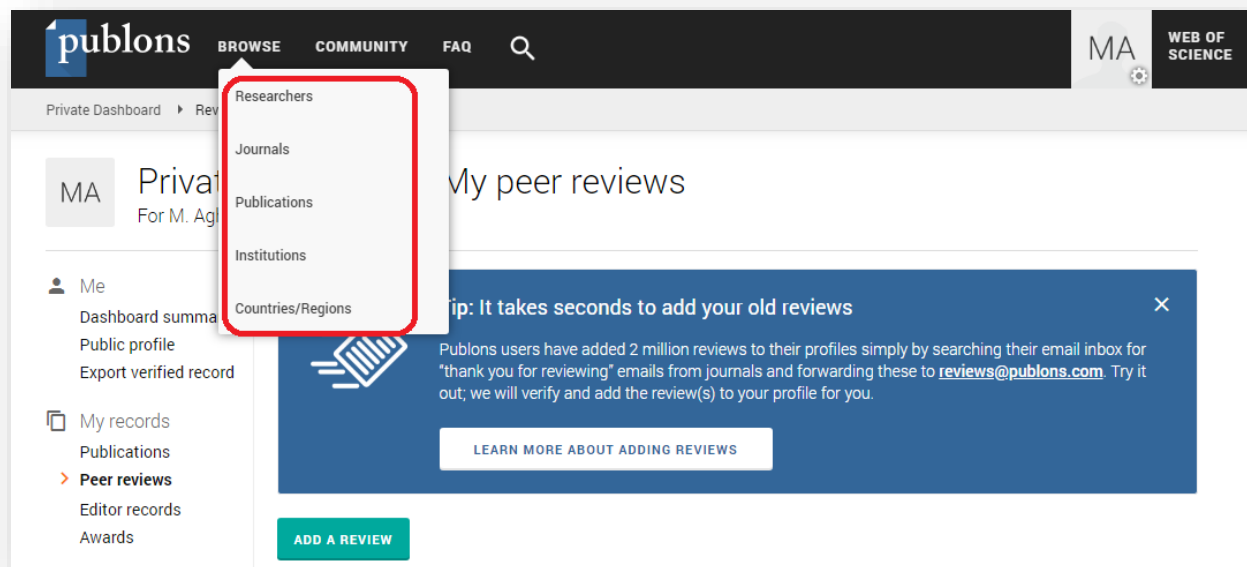 publons BROWSE COMMUNITY FAQ MA WEB OF SCIENCE
Private Dashboard
Researchers
Journals
Publications
Institutions
Countries/Regions
MA
My peer reviews
For M.
Me
Dashboard
Public profile
Export verified record
My records
Publications
Peer reviews
Editor records
Awards
It takes seconds to add your old reviews
Publons users have added 2 million reviews to their profiles simply by searching their email inbox for
"thank you for reviewing" emails from journals and forwarding these to reviews@publons.com. Try it
out; we will verify and add the review(s) to your profile for you.
LEARN MORE ABOUT ADDING REVIEWS
ADD A REVIEW